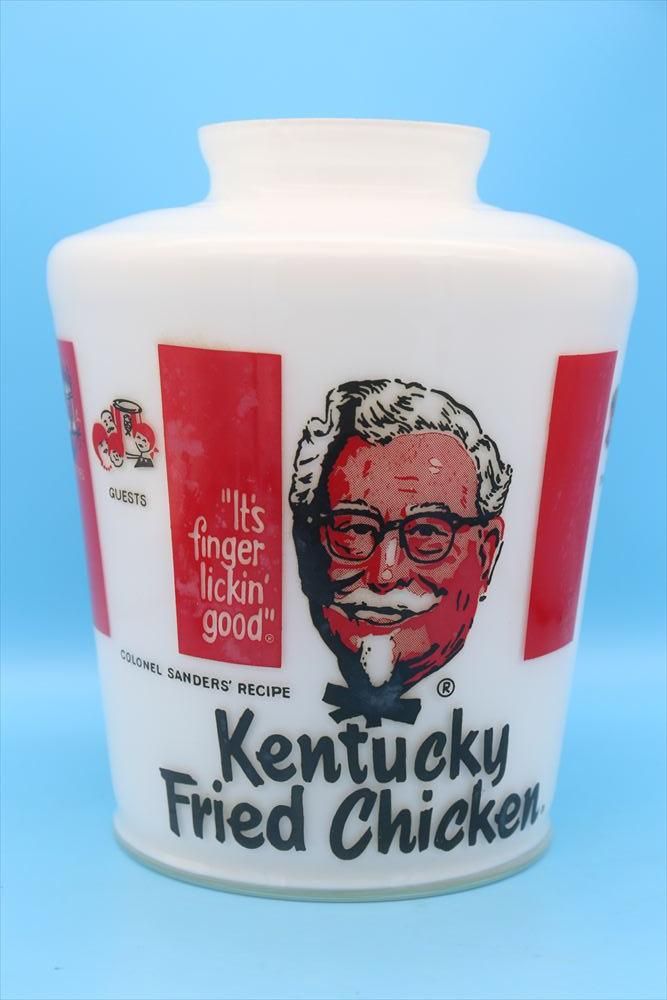 GUESTS
"It's
finger
lickin'
good"®
COLONEL SANDERS' RECIPE
®
Kentucky
Fried Chicken®